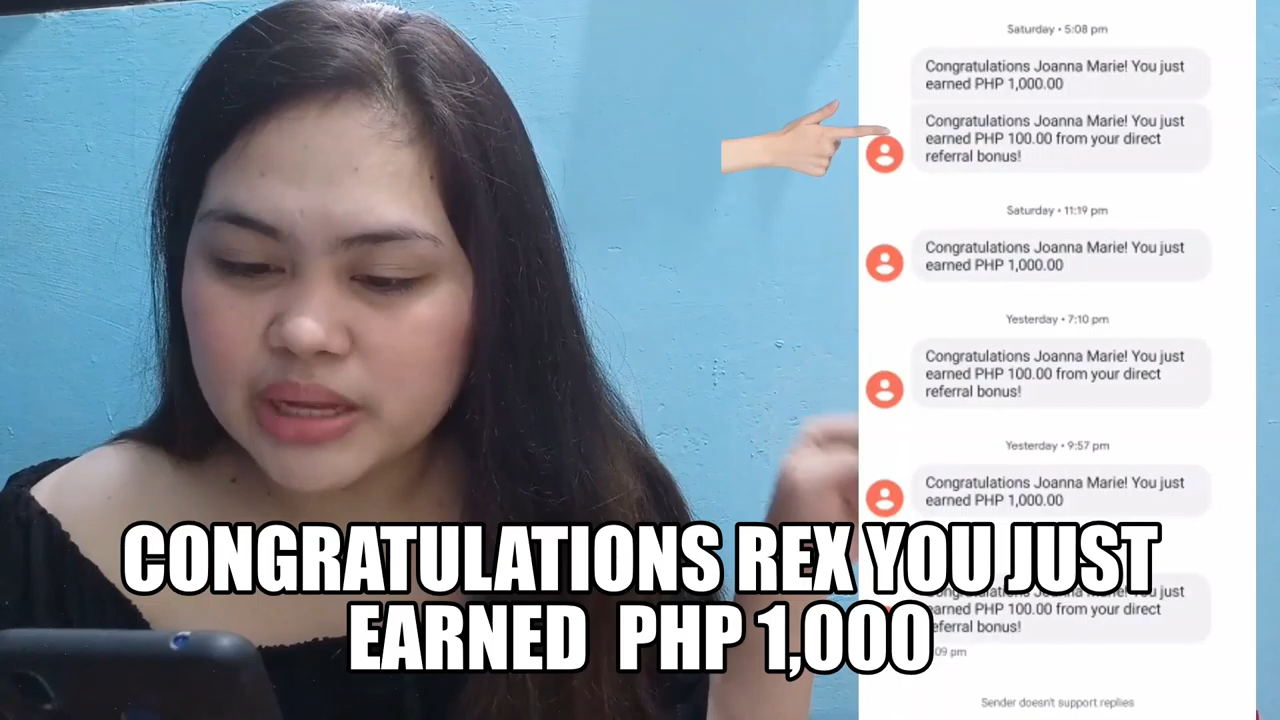 Saturday • 5:08 pm
Congratulations Joanna Marie! You just
earned PHP 1,000.00
Congratulations Joanna Marie! You just
earned PHP 100.00 from your direct
referral bonus!
Saturday • 11:19 pm
Congratulations Joanna Marie! You just
earned PHP 1,000.00
Yesterday • 7:10 pm
Congratulations Joanna Marie! You just
earned PHP 100.00 from your direct
referral bonus!
Yesterday • 9:57 pm
Congratulations Joanna Marie! You just
earned PHP 1,000.00
CONGRATULATIONS REX YOU JUST
EARNED PHP 1,000
you just
earned PHP 100.00 from your direct
referral bonus!
09 pm
Sender doesn't support replies